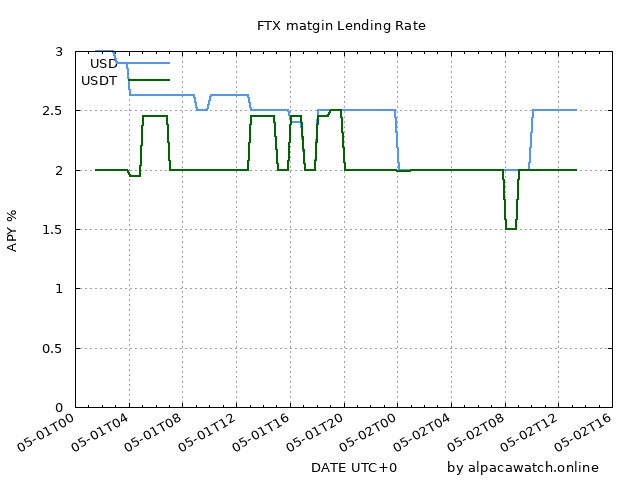 FTX matgin Lending Rate
3
USD
USDT
2.5
2
1.5
1
0.5
0
APY %
05-01T00
05-01T04
05-01T08
05-01T12
05-01T16
05-01T20
05-02T00
05-02T04
05-02T08
05-02T12
05-02T16
DATE UTC+0
by alpacawatch.online